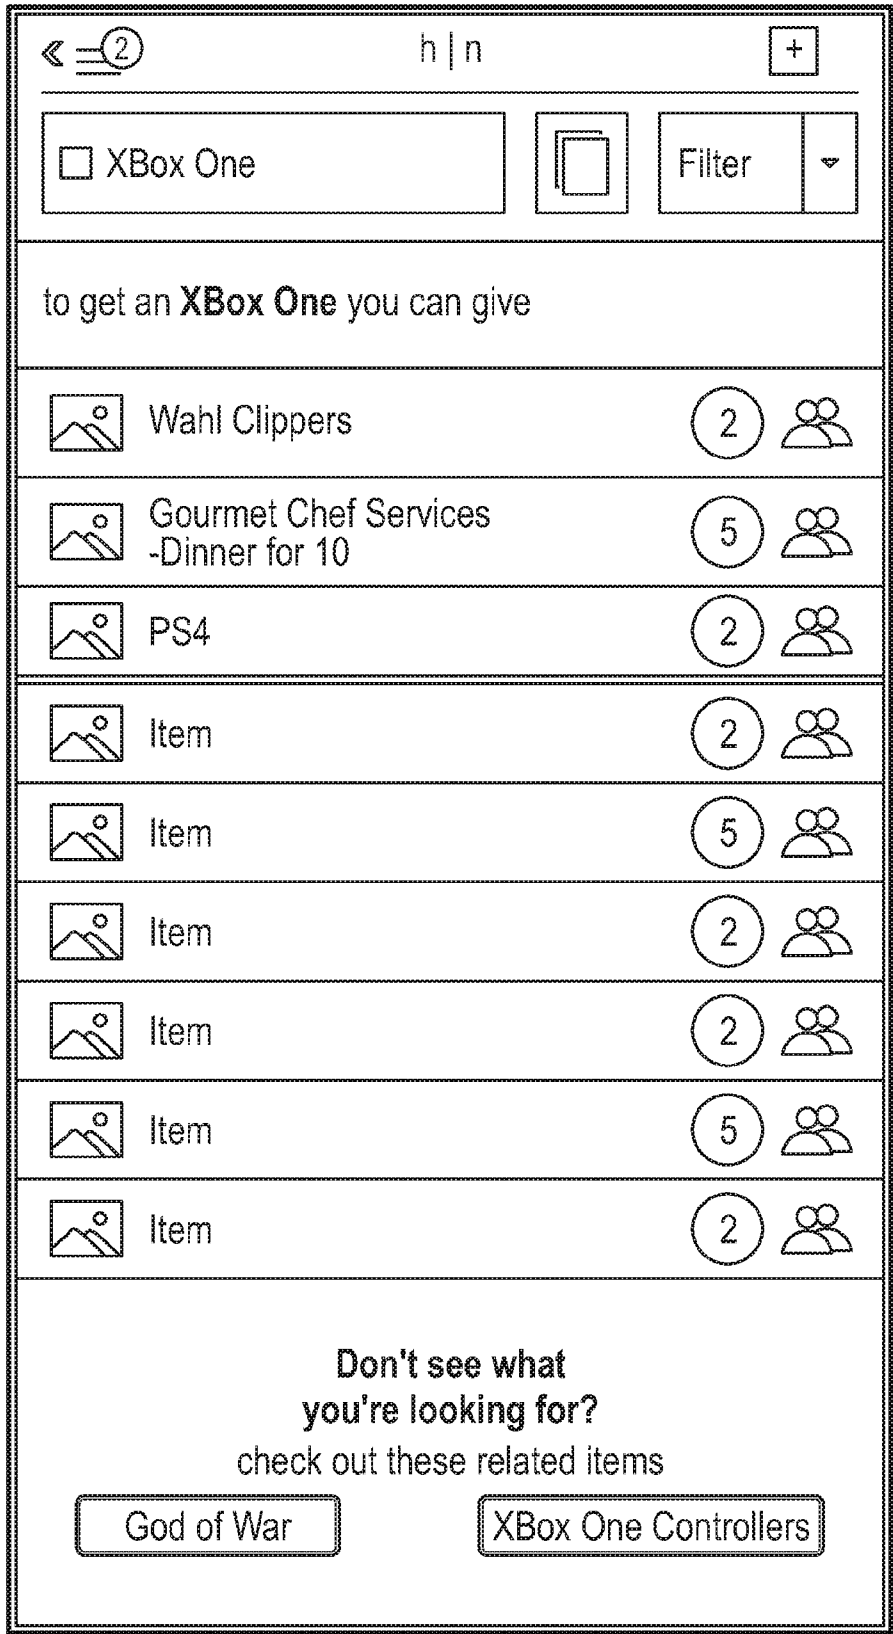 2
h | n
+
XBox One
Filter
to get an XBox One you can give
Wahl Clippers 2
Gourmet Chef Services
-Dinner for 10 5
PS4 2
Item 2
Item 5
Item 2
Item 2
Item 5
Item 2
Don't see what
you're looking for?
check out these related items
God of War XBox One Controllers